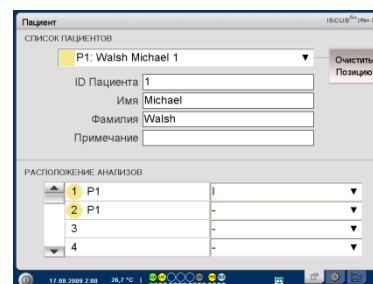 Пациент
СПИСОК ПАЦИЕНТОВ
P1: Walsh Michael 1
Очистить
Позицию
ID Пациента 1
Имя Michael
Фамилия Walsh
Примечание
РАСПОЛОЖЕНИЕ АНАЛИЗОВ
1 P1 I
2 P1 -
3 -
4 -
17.08.2009 2:00 26,7 °C